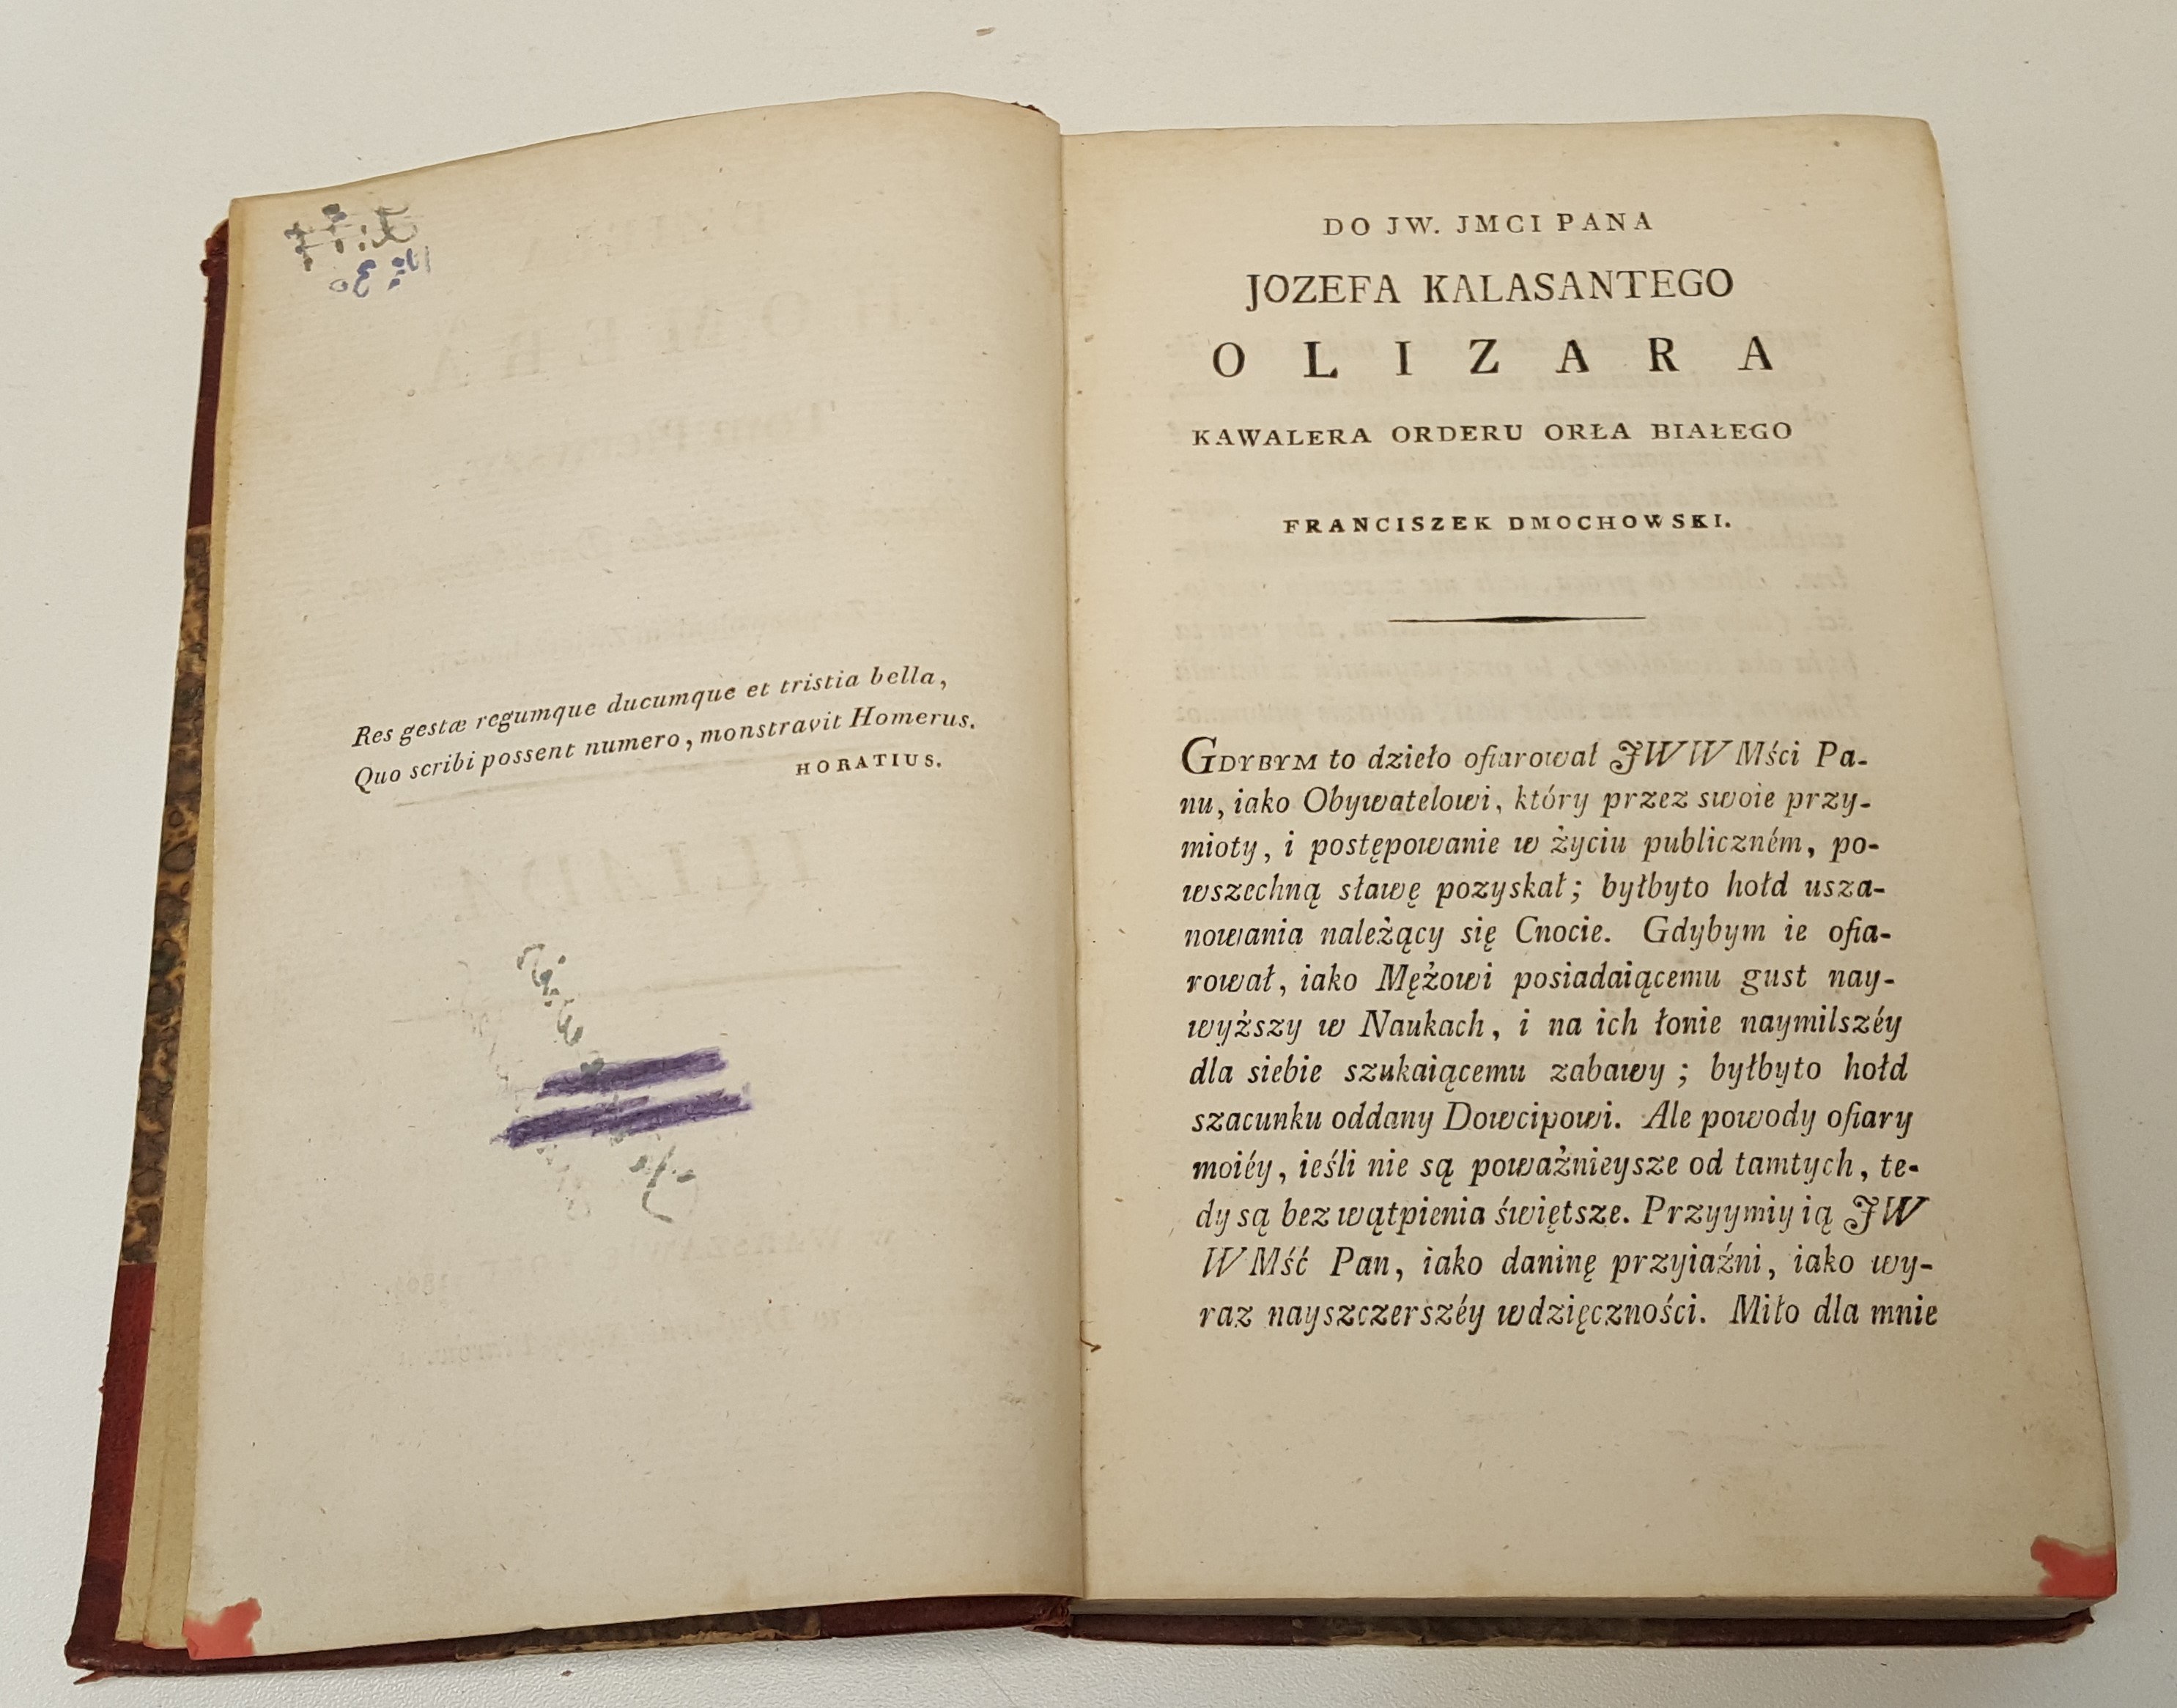 Res gestæ regumque ducumque et tristia bella,
Quo scribi possent numero, monstravit Homerus.
HORATIUS.
DO JW. JMCI PANA
JOZEFA KALASANTEGO
OLIZARA
KAWALERA ORDERU ORŁA BIAŁEGO
FRANCISZEK DMOCHOWSKI.
GDYBYM to dzieło ofiarował JWWMści Pa-
nu, iako Obywatelowi, który przez swoie przy-
mioty, i postępowanie w życiu publiczném, po-
wszechną sławę pozyskał; byłbyto hołd usza-
nowania należący się Cnocie. Gdybym ie ofia-
rował, iako Mężowi posiadaiącemu gust nay-
wyższy w Naukach, i na ich łonie naymilszéy
dla siebie szukaiącemu zabawy; byłbyto hołd
szacunku oddany Dowcipowi. Ale powody ofiary
moiéy, ieśli nie są poważnieysze od tamtych, te-
dy są bez wątpienia świętsze. Przyymiy ią JW
WMść Pan, iako daninę przyiaźni, iako wy-
raz nayszczerszéy wdzięczności. Miło dla mnie